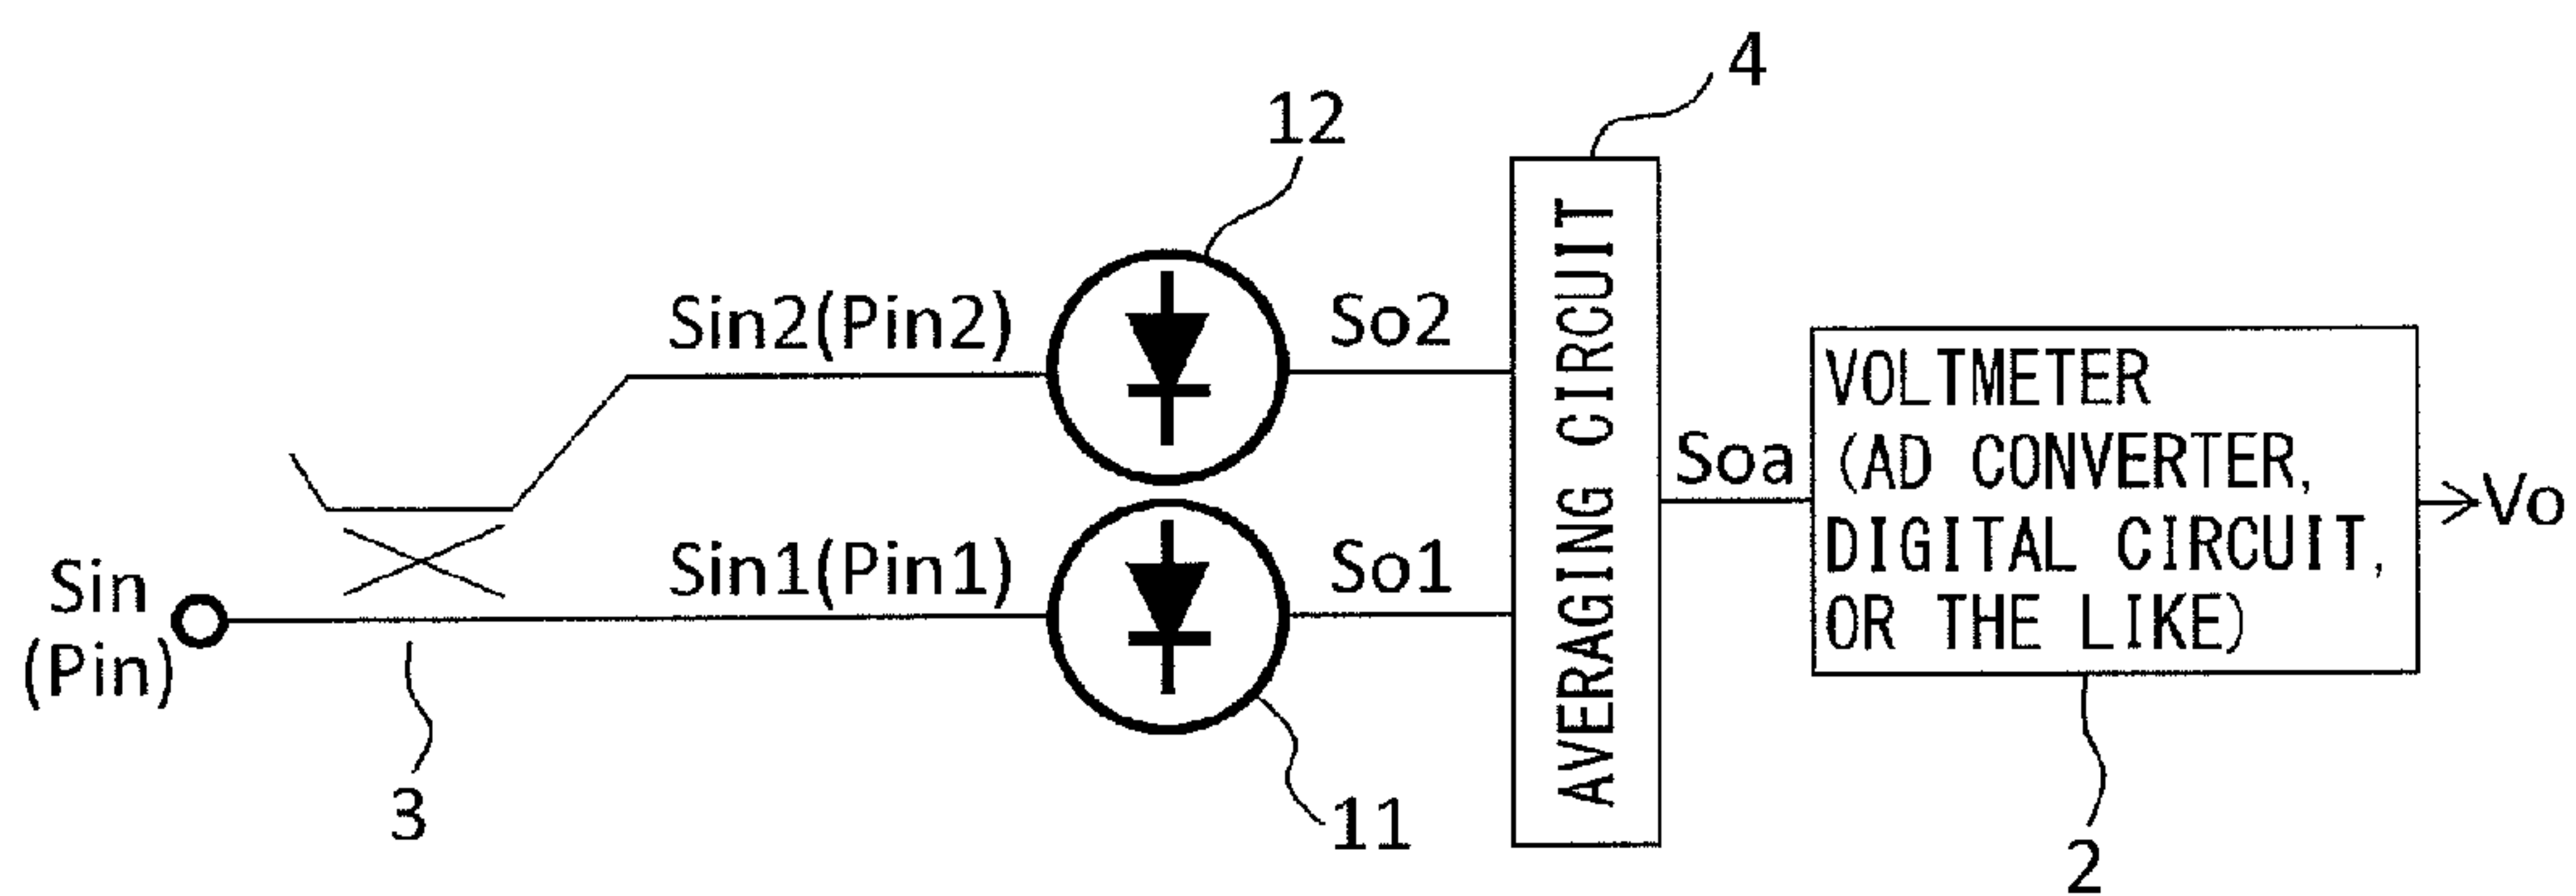 4
12
Sin2(Pin2)
So2
AVERAGING CIRCUIT
VOLTMETER
(AD CONVERTER,
DIGITAL CIRCUIT,
OR THE LIKE)
Soa
Vo
Sin
(Pin)
Sin1(Pin1)
So1
3
11
2